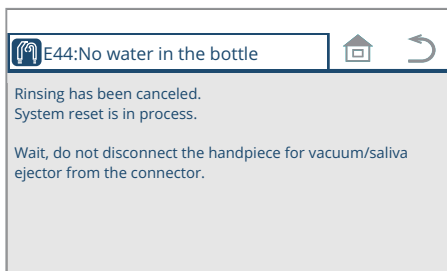 E44:No water in the bottle
Rinsing has been canceled.
System reset is in process.
Wait, do not disconnect the handpiece for vacuum/saliva
ejector from the connector.